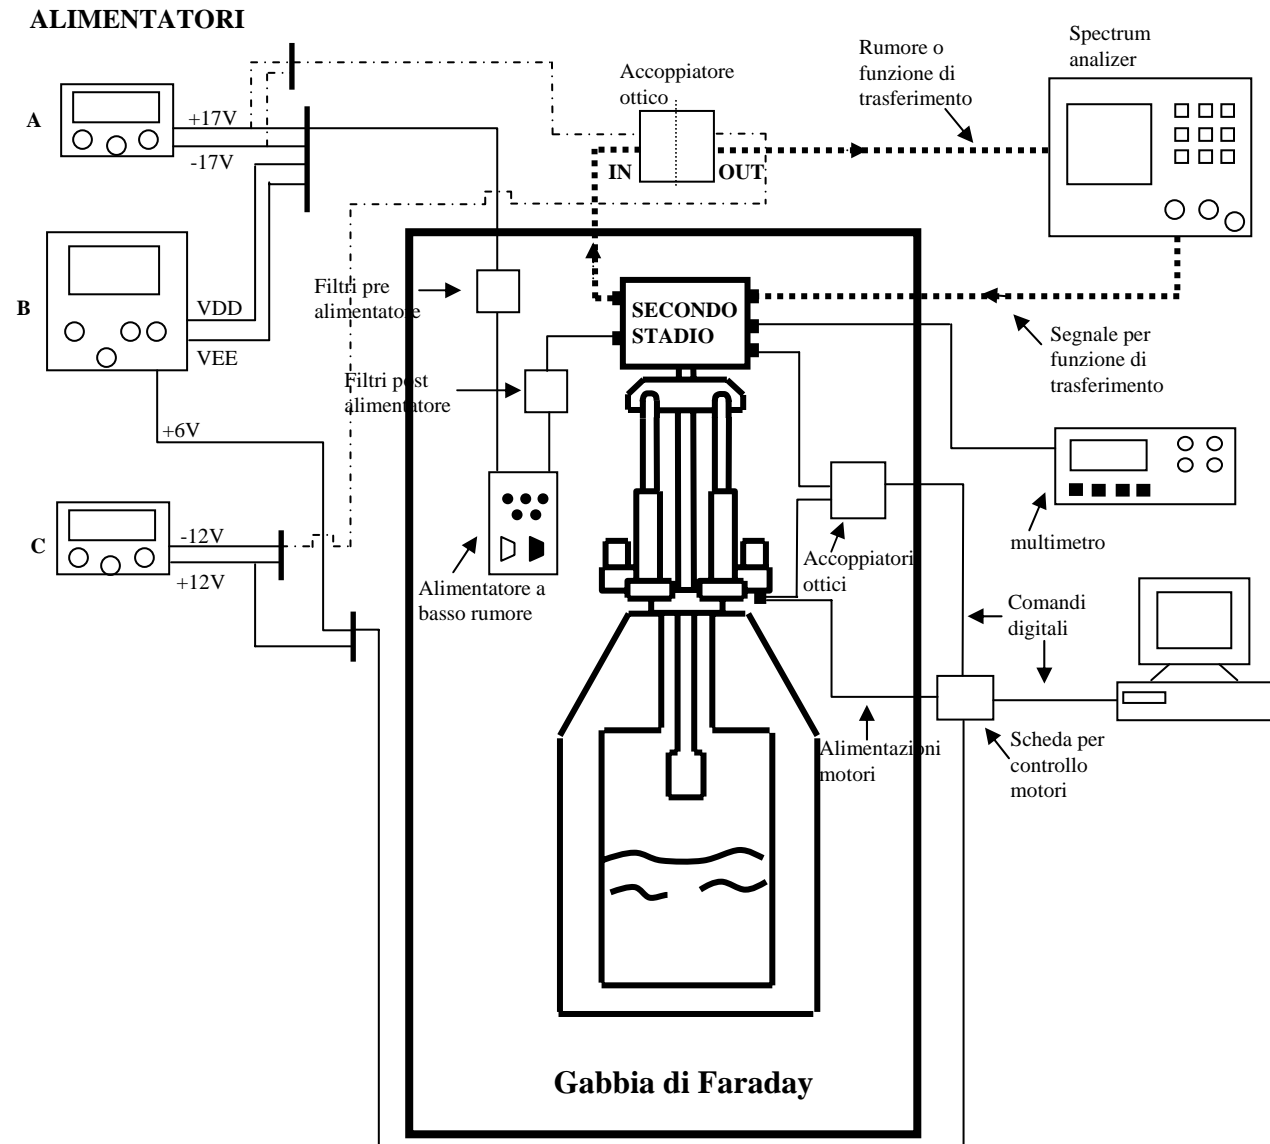 ALIMENTATORI
A
+17V
-17V
B
VDD
VEE
+6V
C
-12V
+12V
Accoppiatore
ottico
IN
OUT
Rumore o
funzione di
trasferimento
Spectrum
analizer
Filtri pre
alimentatore
Filtri post
alimentatore
SECONDO
STADIO
Segnale per
funzione di
trasferimento
multimetro
Alimentatore a
basso rumore
Accoppiatori
ottici
Comandi
digitali
Alimentazioni
motori
Scheda per
controllo
motori
Gabbia di Faraday